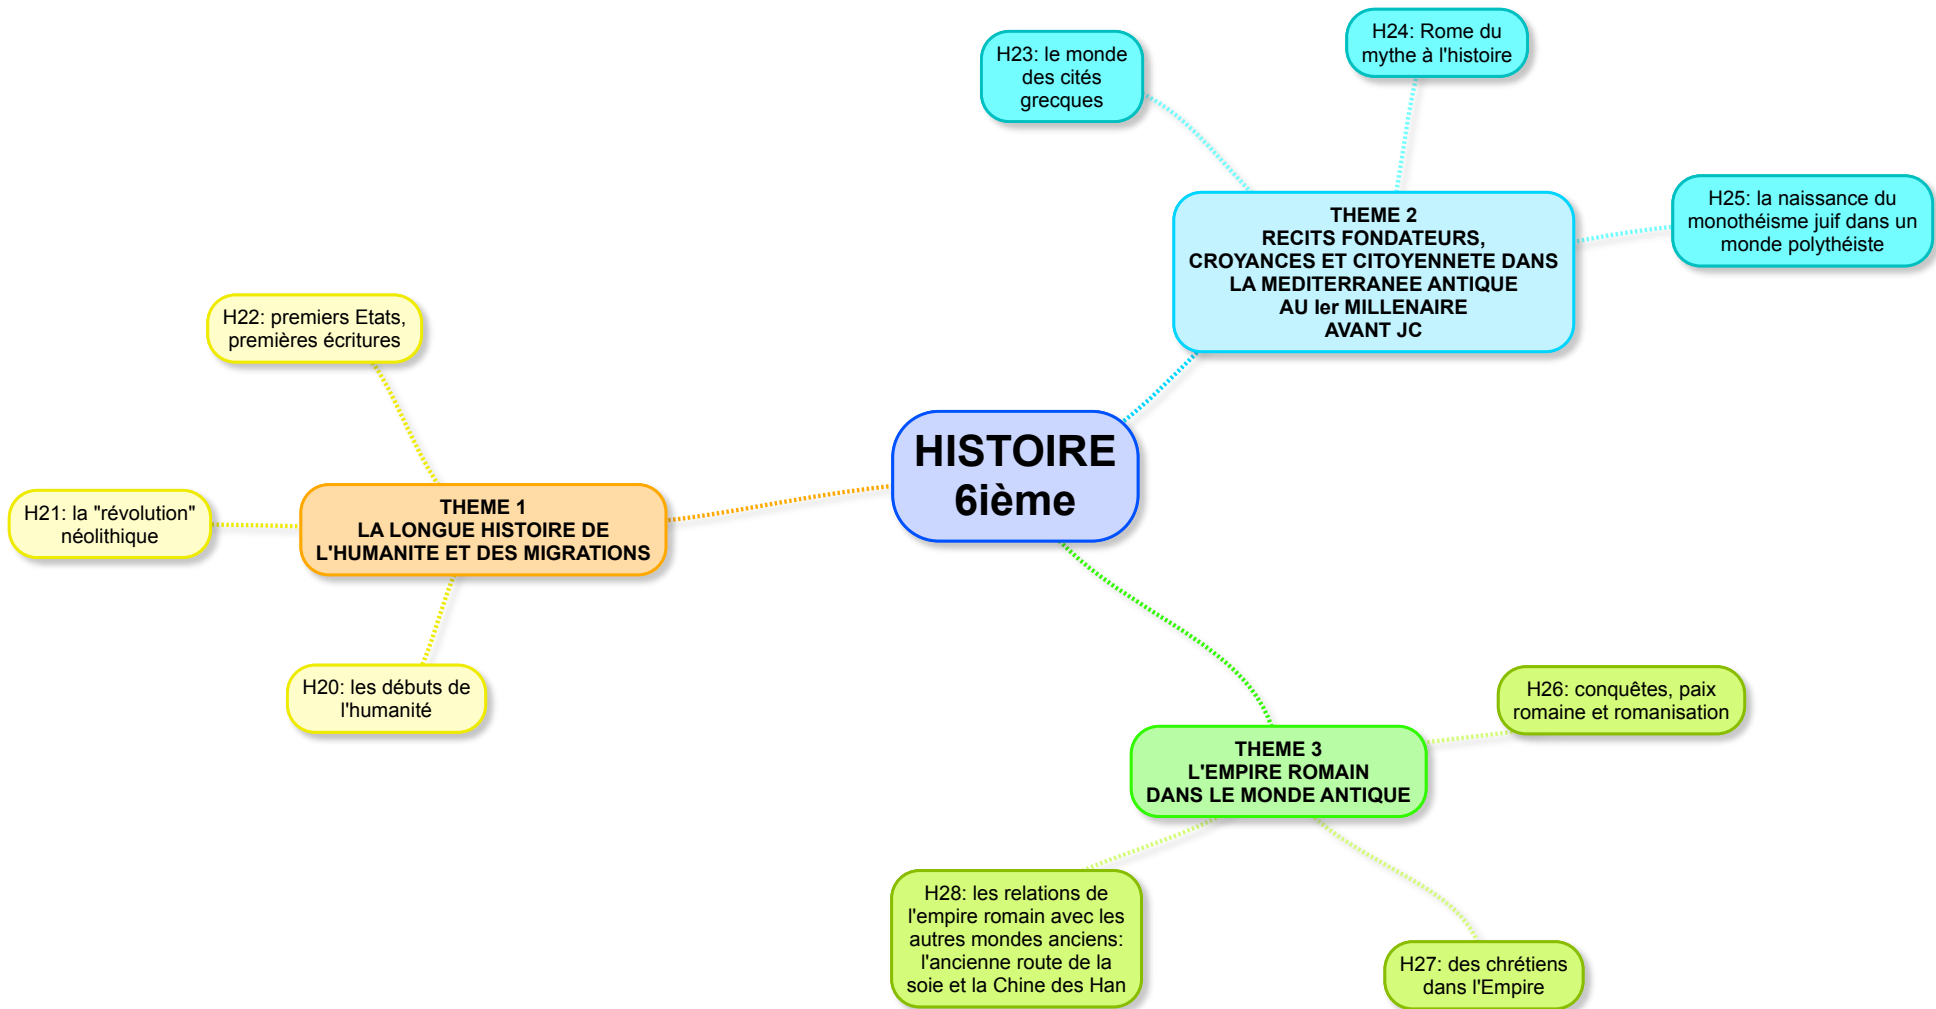 HISTOIRE
6ième
THEME 1
LA LONGUE HISTOIRE DE
L'HUMANITE ET DES MIGRATIONS
H20: les débuts de
l'humanité
H21: la "révolution"
néolithique
H22: premiers Etats,
premières écritures
THEME 2
RECITS FONDATEURS,
CROYANCES ET CITOYENNETE DANS
LA MEDITERRANEE ANTIQUE
AU Ier MILLENAIRE
AVANT JC
H23: le monde
des cités
grecques
H24: Rome du
mythe à l'histoire
H25: la naissance du
monothéisme juif dans un
monde polythéiste
THEME 3
L'EMPIRE ROMAIN
DANS LE MONDE ANTIQUE
H26: conquêtes, paix
romaine et romanisation
H27: des chrétiens
dans l'Empire
H28: les relations de
l'empire romain avec les
autres mondes anciens:
l'ancienne route de la
soie et la Chine des Han